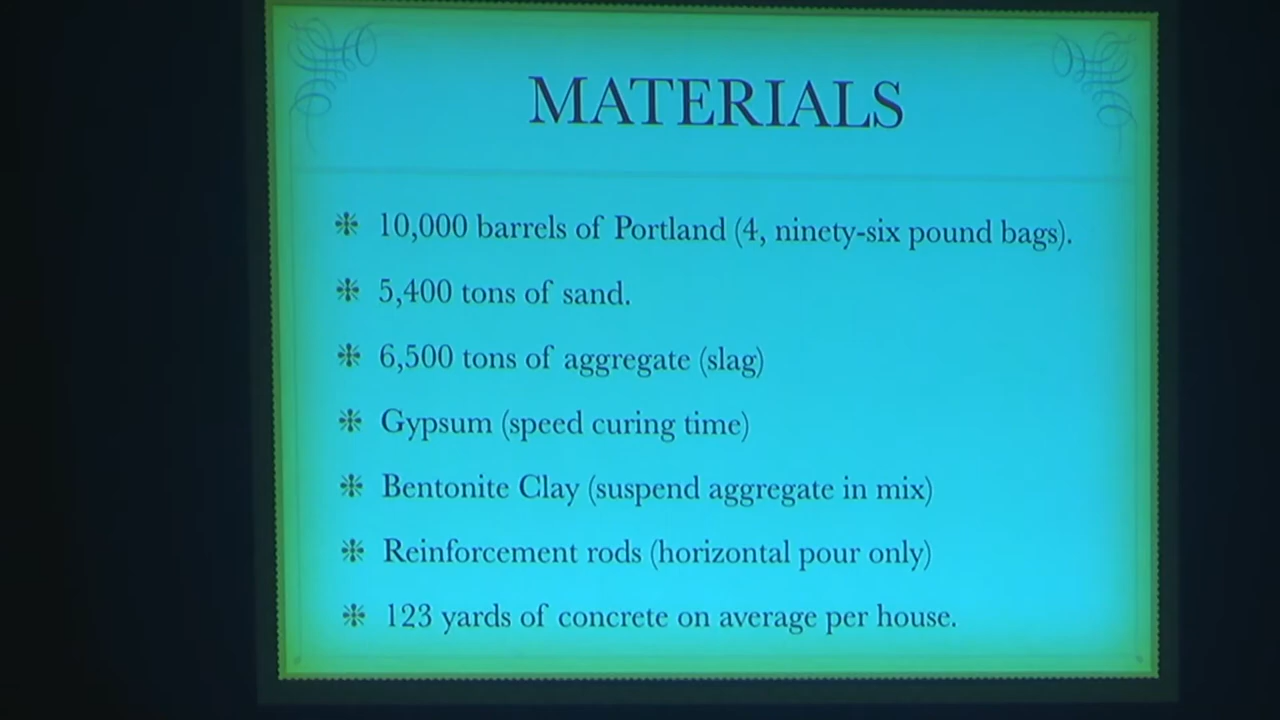 MATERIALS
10,000 barrels of Portland (4, ninety-six pound bags).
5,400 tons of sand.
6,500 tons of aggregate (slag)
Gypsum (speed curing time)
Bentonite Clay (suspend aggregate in mix)
Reinforcement rods (horizontal pour only)
123 yards of concrete on average per house.